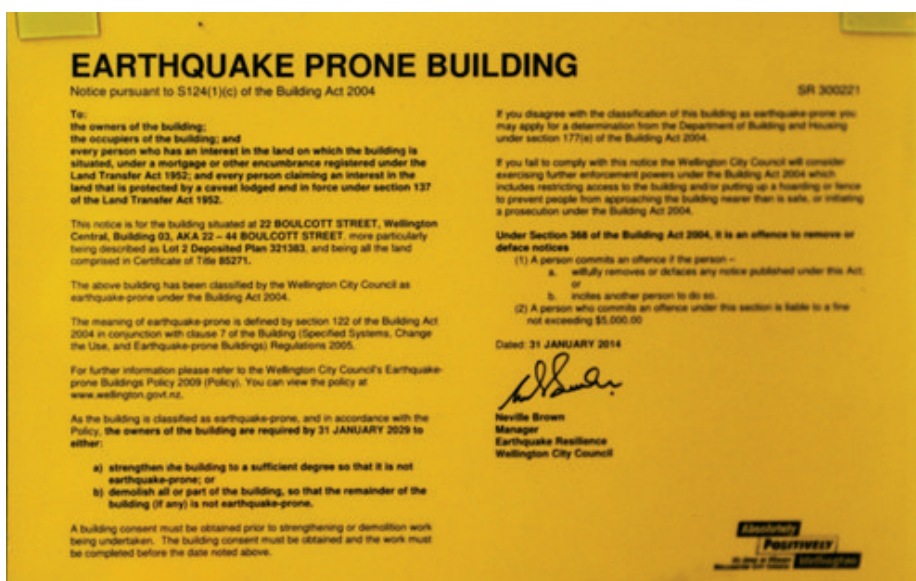 EARTHQUAKE PRONE BUILDING
Notice pursuant to S124(1)(c) of the Building Act 2004
SR 300221
To:
the owners of the building;
the occupiers of the building; and
every person who has an interest in the land on which the building is
situated, under a mortgage or other encumbrance registered under the
Land Transfer Act 1952; and every person claiming an interest in the
land that is protected by a caveat lodged and in force under section 137
of the Land Transfer Act 1952.
This notice is for the building situated at 22 BOULCOTT STREET, Wellington
Central, Building 03, AKA 22 – 44 BOULCOTT STREET, more particularly
being described as Lot 2 Deposited Plan 321383, and being all the land
comprised in Certificate of Title 85271.
The above building has been classified by the Wellington City Council as
earthquake-prone under the Building Act 2004.
The meaning of earthquake-prone is defined by section 122 of the Building Act
2004 in conjunction with clause 7 of the Building (Specified Systems, Change
the Use, and Earthquake-prone Buildings) Regulations 2005.
For further information please refer to the Wellington City Council's Earthquake-
prone Buildings Policy 2009 (Policy). You can view the policy at
www.wellington.govt.nz.
As the building is classified as earthquake-prone, and in accordance with the
Policy, the owners of the building are required by 31 JANUARY 2029 to
either:
a) strengthen the building to a sufficient degree so that it is not
earthquake-prone; or
b) demolish all or part of the building, so that the remainder of the
building (if any) is not earthquake-prone.
A building consent must be obtained prior to strengthening or demolition work
being undertaken. The building consent must be obtained and the work must
be completed before the date noted above.
If you disagree with the classification of this building as earthquake-prone you
may apply for a determination from the Department of Building and Housing
under section 177(e) of the Building Act 2004.
If you fail to comply with this notice the Wellington City Council will consider
exercising further enforcement powers under the Building Act 2004 which
includes restricting access to the building and/or putting up a hoarding or fence
to prevent people from approaching the building nearer than is safe, or initiating
a prosecution under the Building Act 2004.
Under Section 368 of the Building Act 2004, it is an offence to remove or
deface notices
(1) A person commits an offence if the person –
a. wilfully removes or defaces any notice published under this Act;
or
b. incites another person to do so.
(2) A person who commits an offence under this section is liable to a fine
not exceeding $5,000.00
Dated: 31 JANUARY 2014
Neville Brown
Manager
Earthquake Resilience
Wellington City Council
Absolutely
POSITIVELY
Wellington